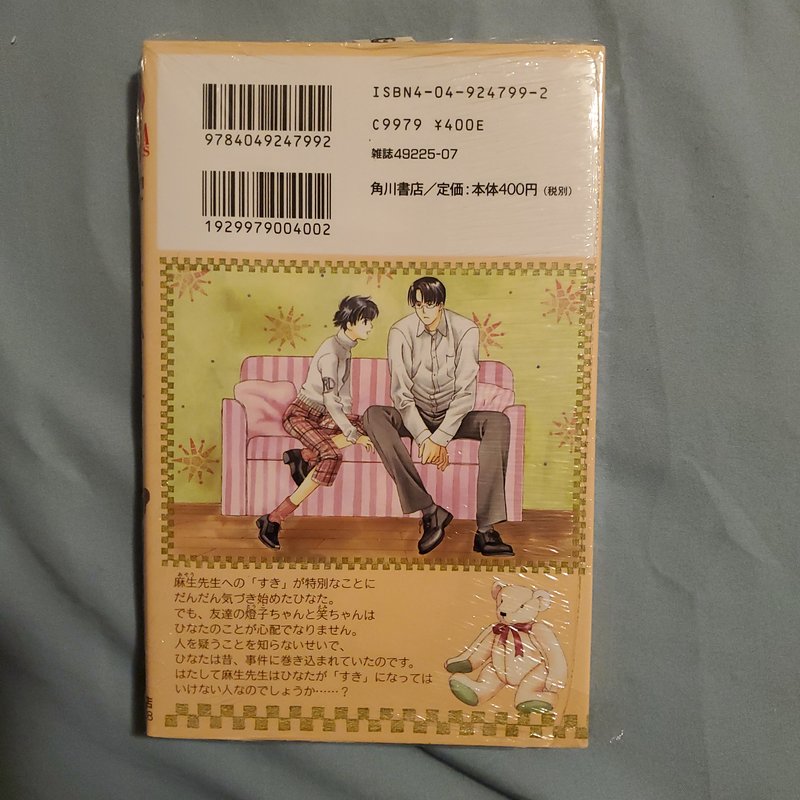 ISBN4-04-924799-2
C9979 ¥400E
雑誌49225-07
角川書店／定価：本体400円（税別）
9784049247992
1929979004002
麻生先生への「すき」が特別なことに
だんだん気づき始めたひなた。
でも、友達の燈子ちゃんと笑ちゃんは
ひなたのことが心配でなりません。
人を疑うことを知らないせいで、
ひなたは昔、事件に巻き込まれていたのです。
はたして麻生先生はひなたが「すき」になっては
いけない人なのでしょうか……？